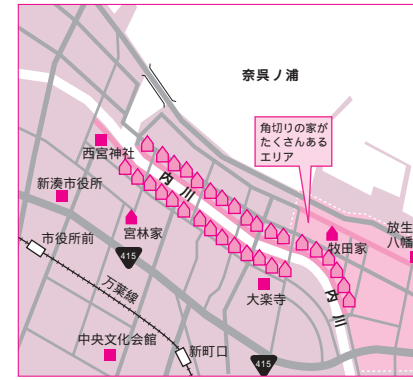 奈呉ノ浦
角切りの家が
たくさんある
エリア
西宮神社
内川
新湊市役所
放生
八幡
宮林家
牧田家
市役所前
415
万葉線
大楽寺
内川
中央文化会館
新町口
415